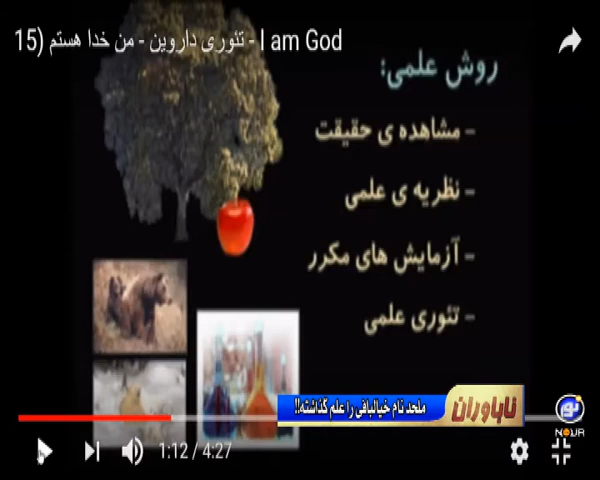 15) من خدا هستم - تئوری داروین - I am God
روش علمی:
- مشاهده ی حقیقت
- نظریه ی علمی
- آزمایش های مکرر
- تئوری علمی
ناباوران
ملحد نام خیالبافی را علم گذاشته!!
نور
NOUR
1:12 / 4:27